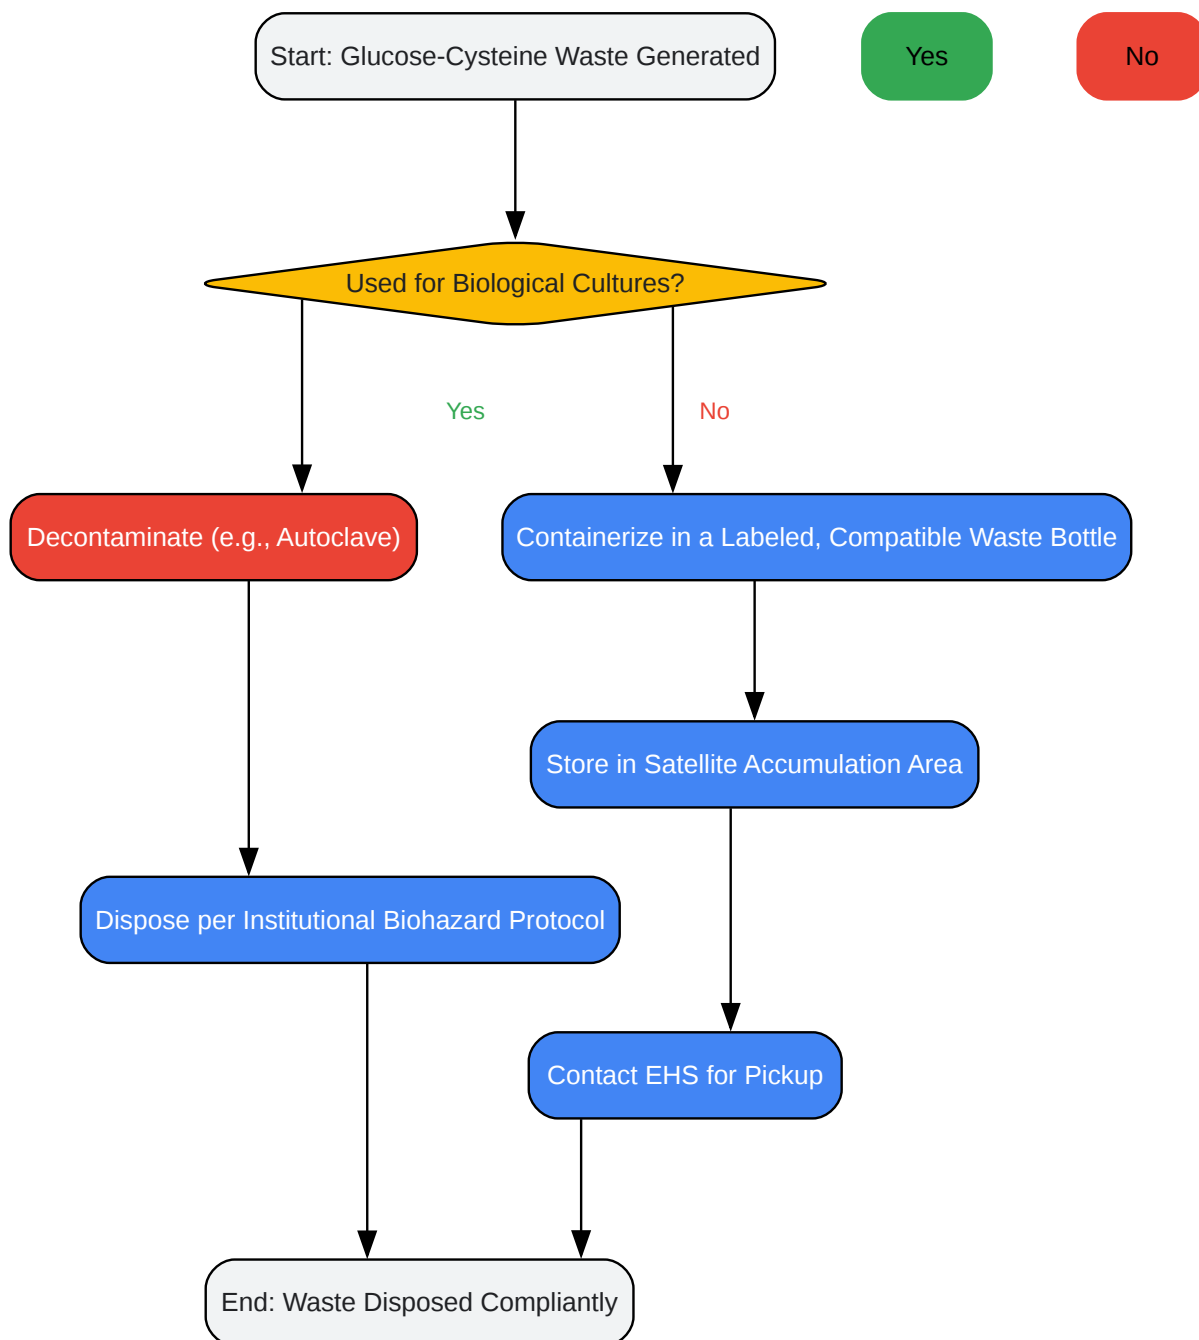 Start: Glucose-Cysteine Waste Generated
Yes
No
Used for Biological Cultures?
Yes
No
Decontaminate (e.g., Autoclave)
Containerize in a Labeled, Compatible Waste Bottle
Store in Satellite Accumulation Area
Dispose per Institutional Biohazard Protocol
Contact EHS for Pickup
End: Waste Disposed Compliantly